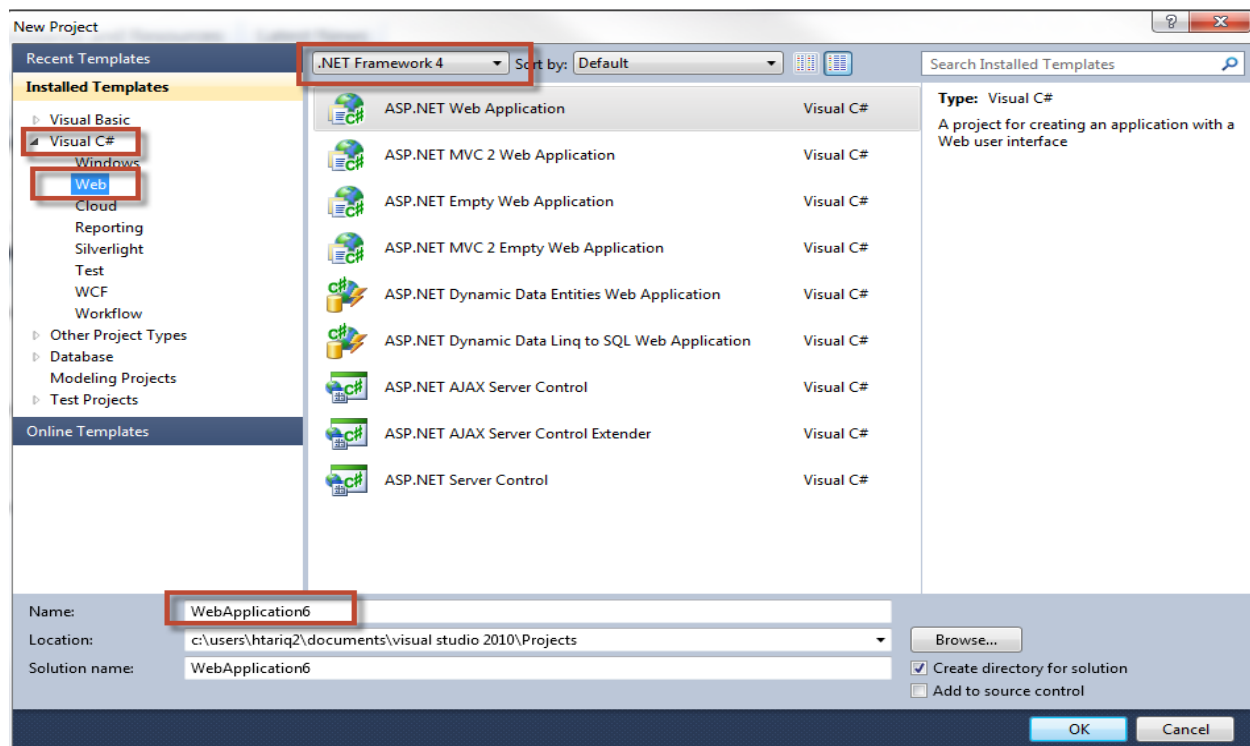 New Project
Recent Templates
Installed Templates
Visual Basic
Visual C#
Windows
Web
Cloud
Reporting
Silverlight
Test
WCF
Workflow
Other Project Types
Database
Modeling Projects
Test Projects
Online Templates
.NET Framework 4 Sort by: Default
ASP.NET Web Application Visual C#
ASP.NET MVC 2 Web Application Visual C#
ASP.NET Empty Web Application Visual C#
ASP.NET MVC 2 Empty Web Application Visual C#
ASP.NET Dynamic Data Entities Web Application Visual C#
ASP.NET Dynamic Data Linq to SQL Web Application Visual C#
ASP.NET AJAX Server Control Visual C#
ASP.NET AJAX Server Control Extender Visual C#
ASP.NET Server Control Visual C#
Search Installed Templates
Type: Visual C#
A project for creating an application with a
Web user interface
Name: WebApplication6
Location: c:\users\htariq2\documents\visual studio 2010\Projects
Browse...
Solution name: WebApplication6
Create directory for solution
Add to source control
OK Cancel